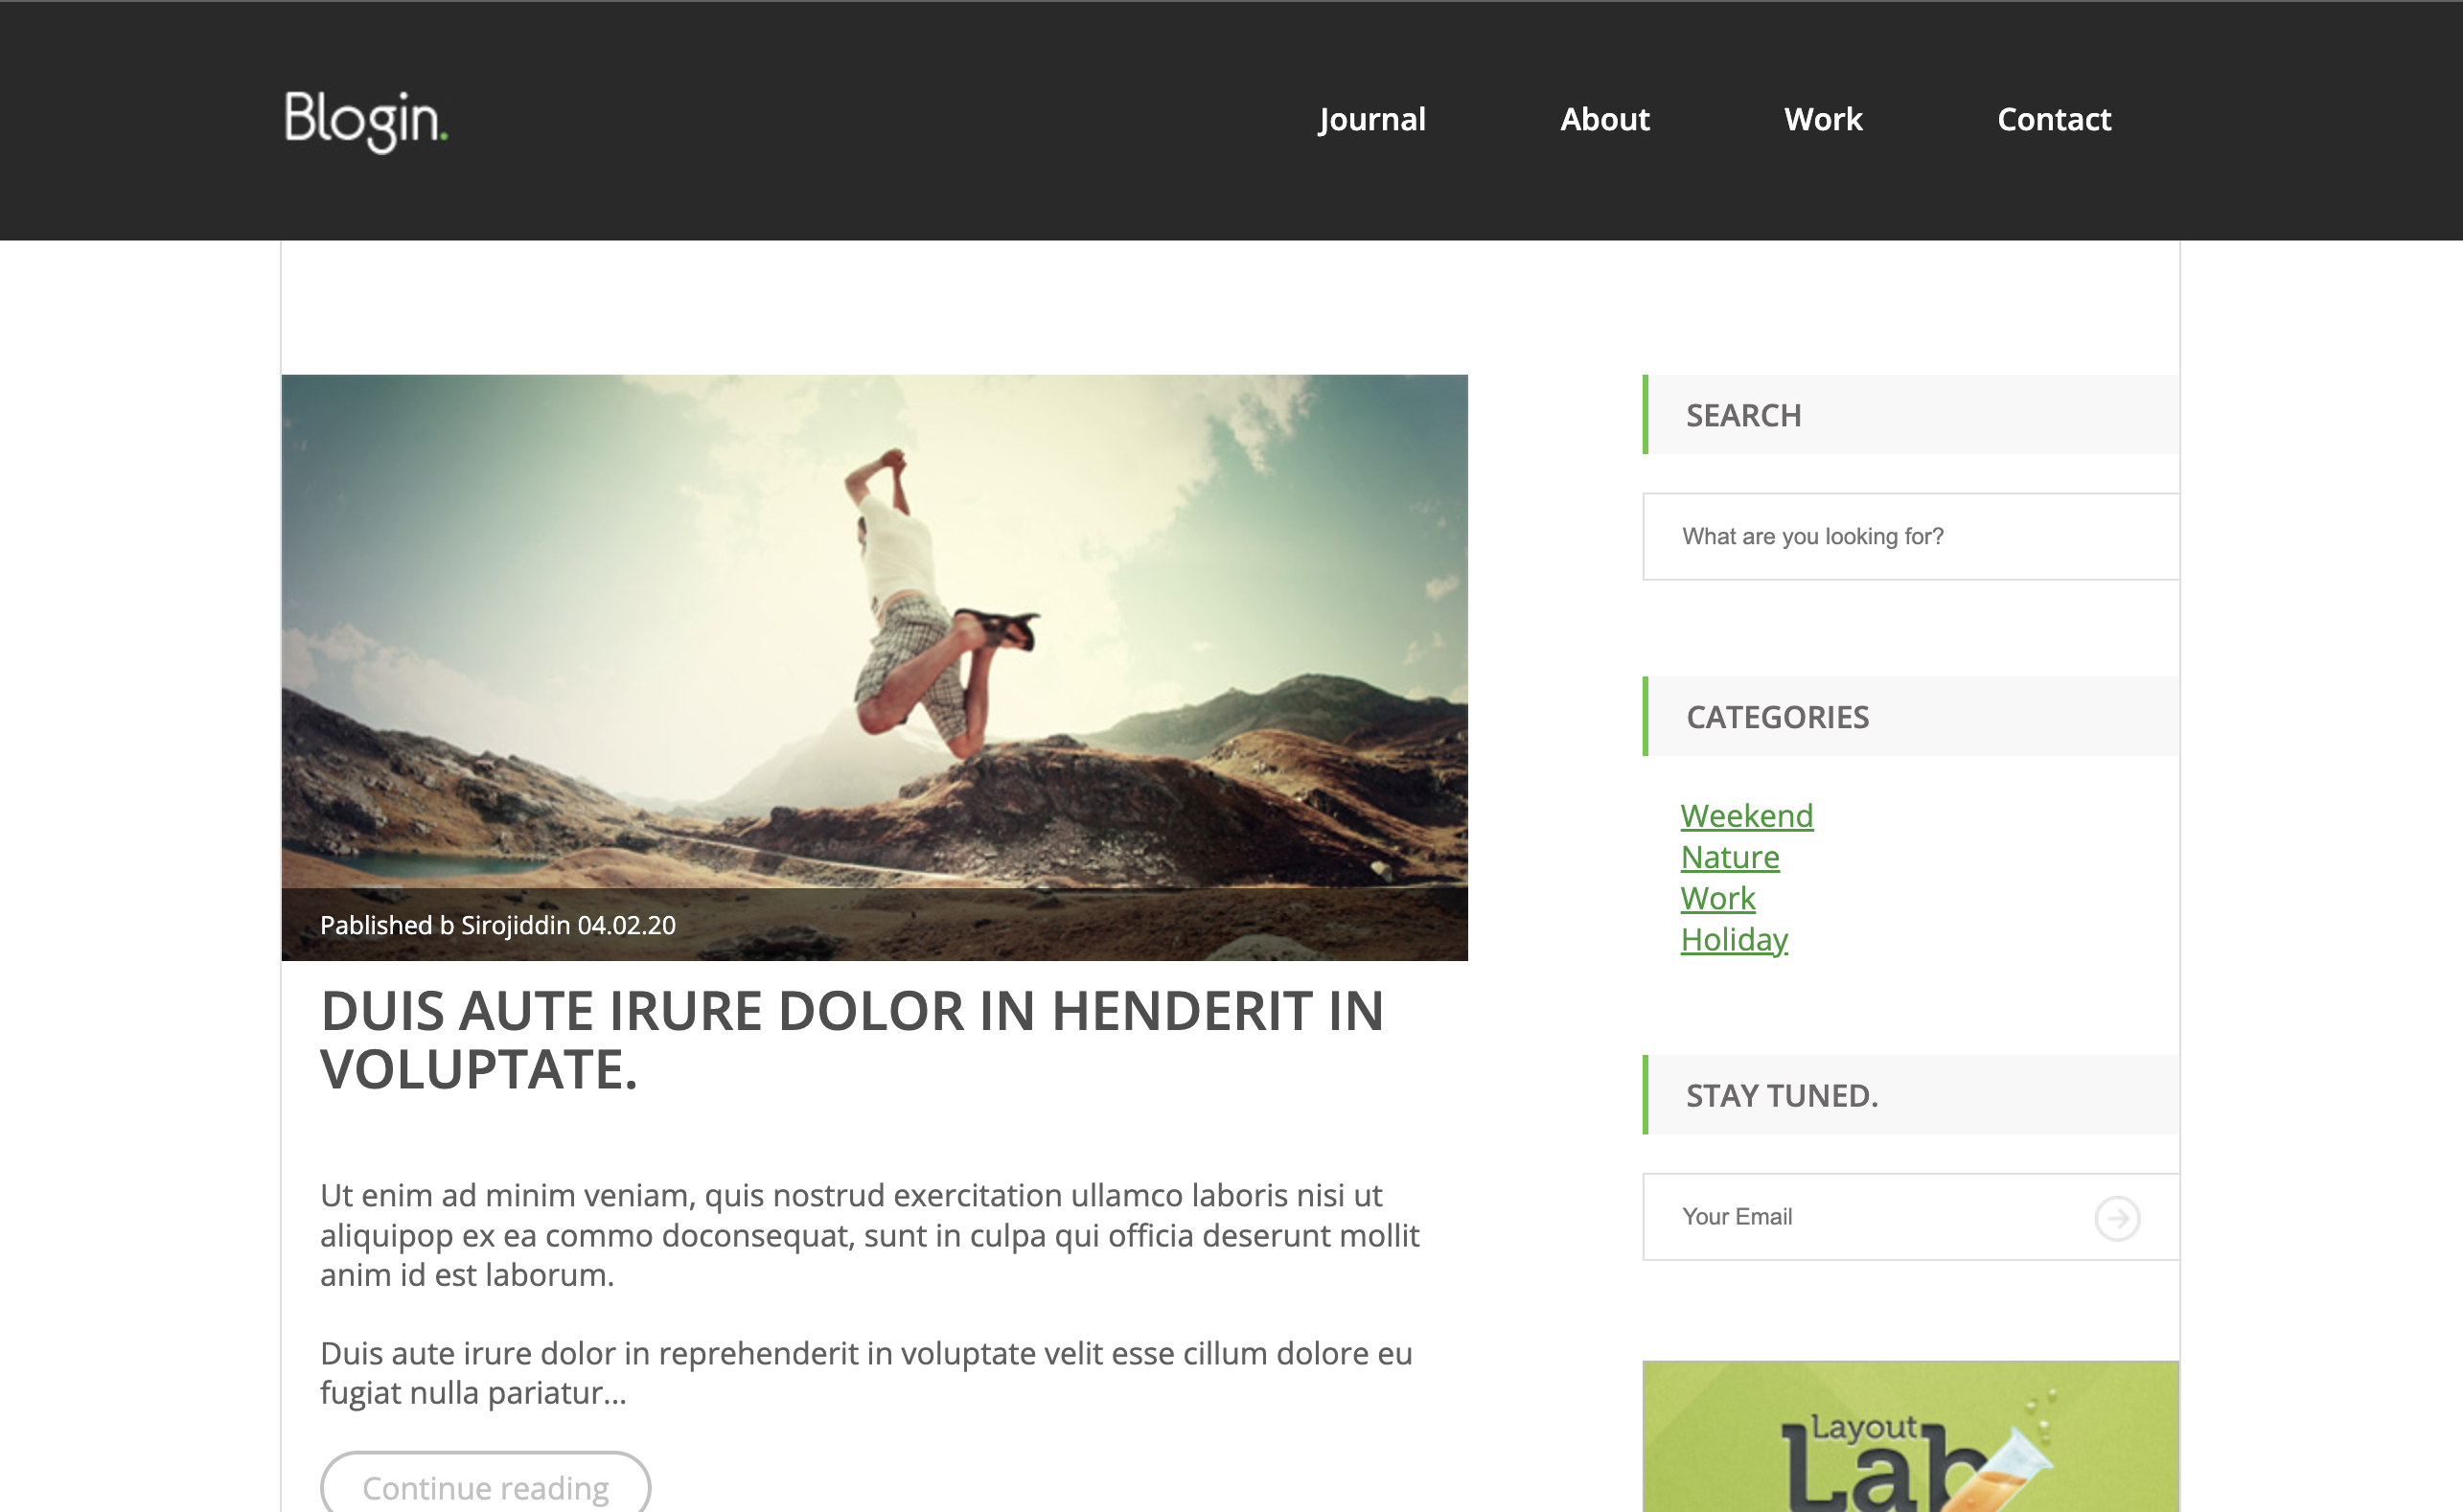 Blogin.
Journal About Work Contact
SEARCH
What are you looking for?
CATEGORIES
Weekend
Nature
Work
Holiday
Pablished b Sirojiddin 04.02.20
DUIS AUTE IRURE DOLOR IN HENDERIT IN
VOLUPTATE.
STAY TUNED.
Ut enim ad minim veniam, quis nostrud exercitation ullamco laboris nisi ut
aliquipop ex ea commo doconsequat, sunt in culpa qui officia deserunt mollit
anim id est laborum.
Your Email
Duis aute irure dolor in reprehenderit in voluptate velit esse cillum dolore eu
fugiat nulla pariatur...
Continue reading
Layout
Lab